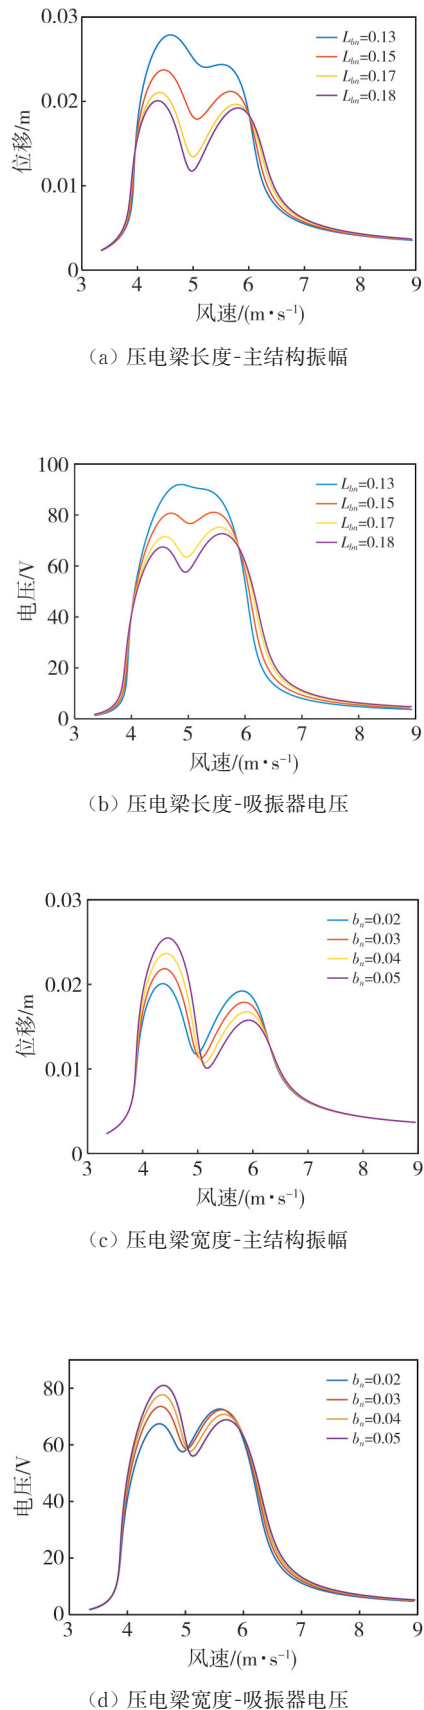 0.03
0.02
0.01
0
位移/m
L_bn=0.13
L_bn=0.15
L_bn=0.17
L_bn=0.18
3 4 5 6 7 8 9
风速/(m·s⁻¹)
(a) 压电梁长度-主结构振幅
100
80
60
40
20
0
电压/V
L_bn=0.13
L_bn=0.15
L_bn=0.17
L_bn=0.18
3 4 5 6 7 8 9
风速/(m·s⁻¹)
(b) 压电梁长度-吸振器电压
0.03
0.02
0.01
0
位移/m
b_n=0.02
b_n=0.03
b_n=0.04
b_n=0.05
3 4 5 6 7 8 9
风速/(m·s⁻¹)
(c) 压电梁宽度-主结构振幅
80
60
40
20
0
电压/V
b_n=0.02
b_n=0.03
b_n=0.04
b_n=0.05
3 4 5 6 7 8 9
风速/(m·s⁻¹)
(d) 压电梁宽度-吸振器电压